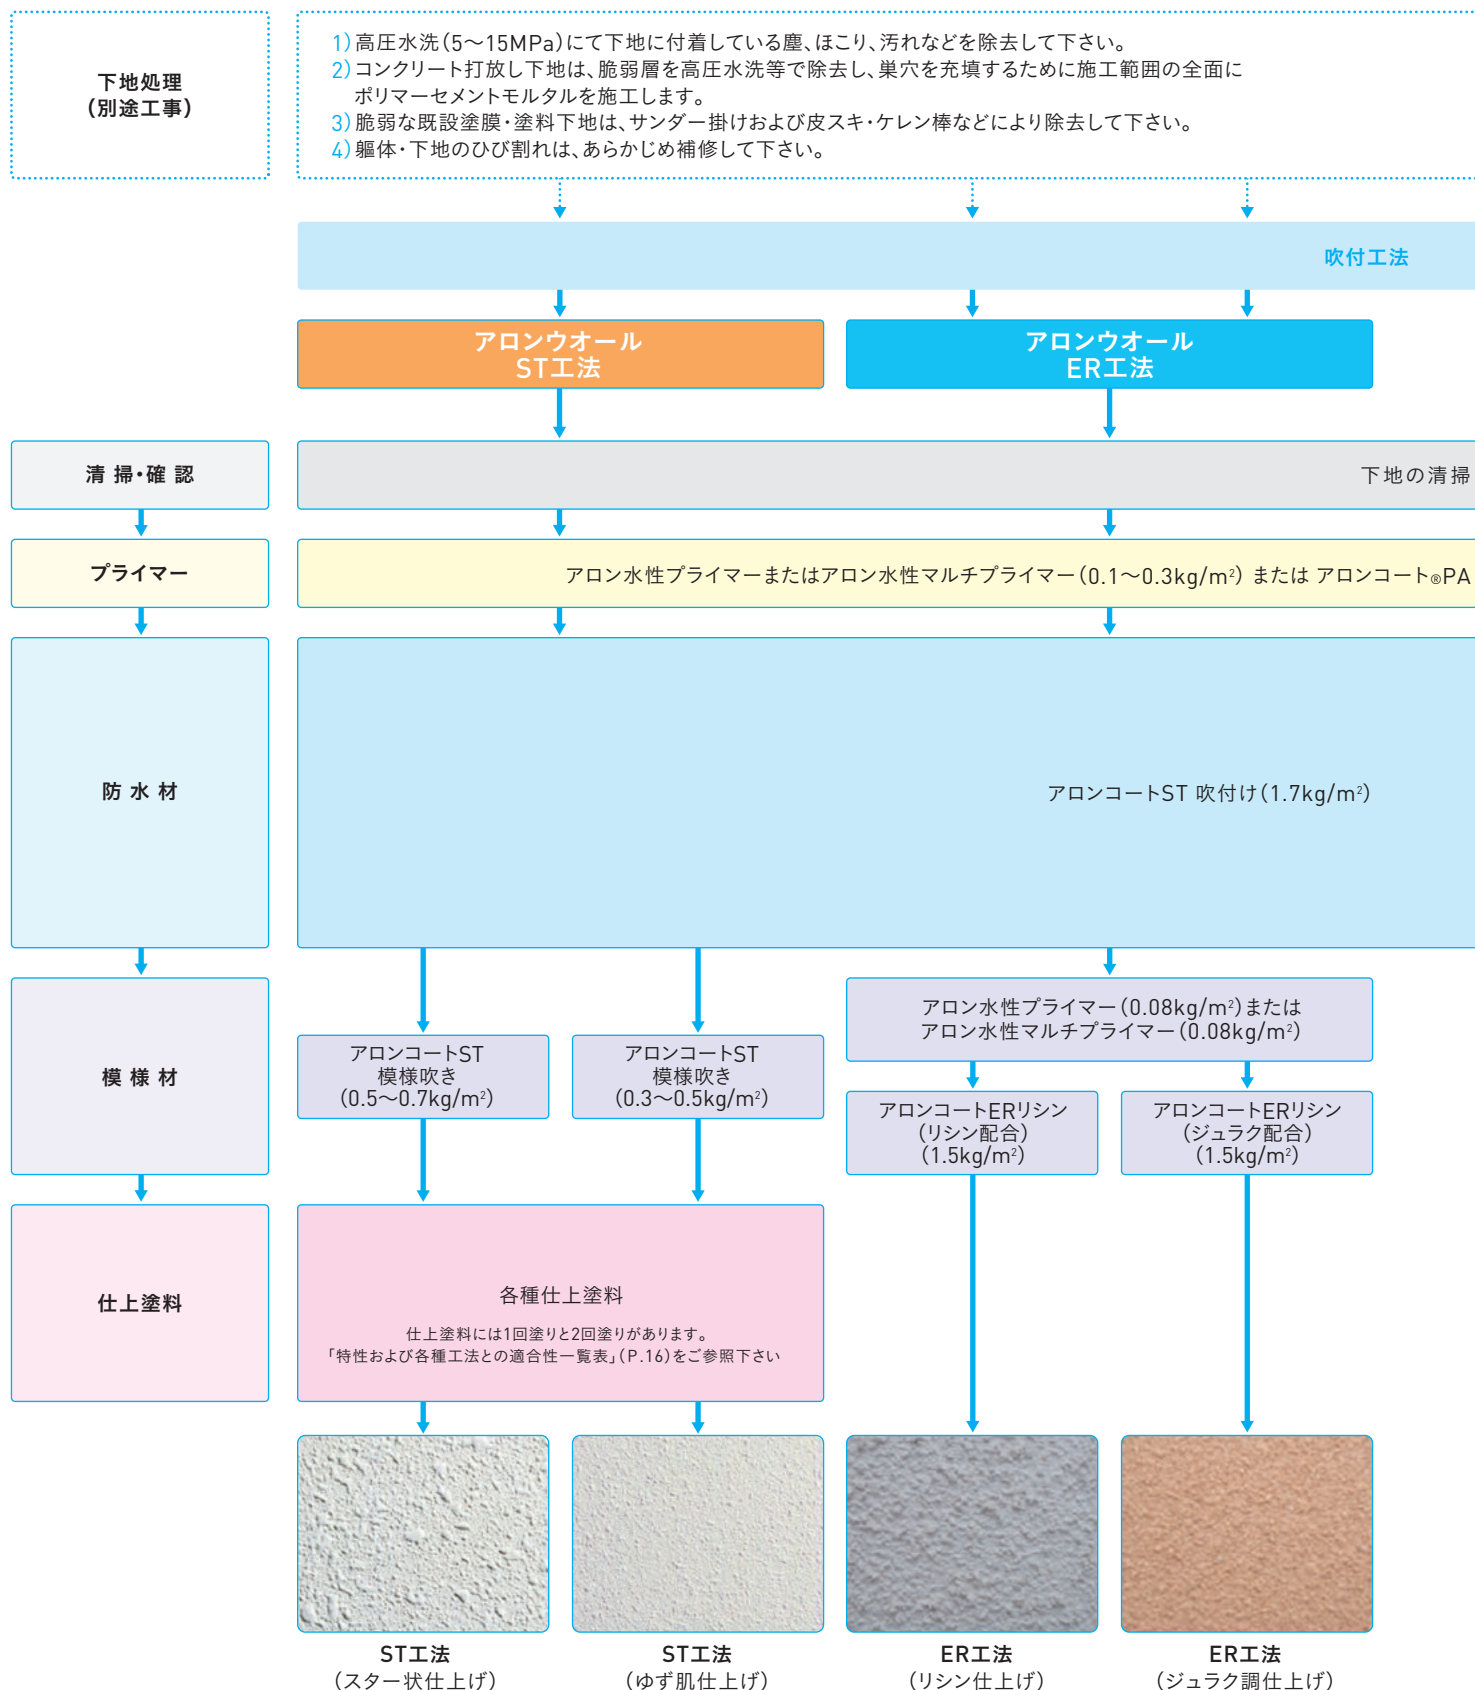 下地処理
(別途工事)
1)高圧水洗(5〜15MPa)にて下地に付着している塵、ほこり、汚れなどを除去して下さい。
2)コンクリート打放し下地は、脆弱層を高圧水洗等で除去し、巣穴を充填するために施工範囲の全面に
ポリマーセメントモルタルを施工します。
3)脆弱な既設塗膜・塗料下地は、サンダー掛けおよび皮スキ・ケレン棒などにより除去して下さい。
4)軀体・下地のひび割れは、あらかじめ補修して下さい。
吹付工法
アロンウオール
ST工法
アロンウオール
ER工法
清掃・確認
下地の清掃
プライマー
アロン水性プライマーまたはアロン水性マルチプライマー(0.1〜0.3kg/m²) または アロンコート®PA
防水材
アロンコートST 吹付け(1.7kg/m²)
模様材
アロンコートST
模様吹き
(0.5〜0.7kg/m²)
アロンコートST
模様吹き
(0.3〜0.5kg/m²)
アロン水性プライマー(0.08kg/m²)または
アロン水性マルチプライマー(0.08kg/m²)
アロンコートERリシン
(リシン配合)
(1.5kg/m²)
アロンコートERリシン
(ジュラク配合)
(1.5kg/m²)
仕上塗料
各種仕上塗料
仕上塗料には1回塗りと2回塗りがあります。
「特性および各種工法との適合性一覧表」(P.16)をご参照下さい
ST工法
(スター状仕上げ)
ST工法
(ゆず肌仕上げ)
ER工法
(リシン仕上げ)
ER工法
(ジュラク調仕上げ)